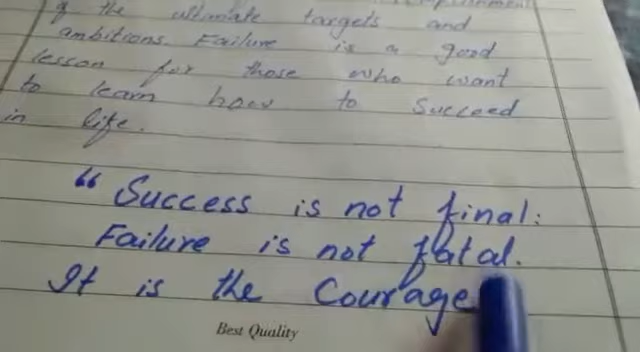 of the ultimate targets and
ambitions. Failure is a good
lesson for those who want
to learn how to Succeed
in life.
“Success is not final:
Failure is not fatal.
It is the Courage
Best Quality